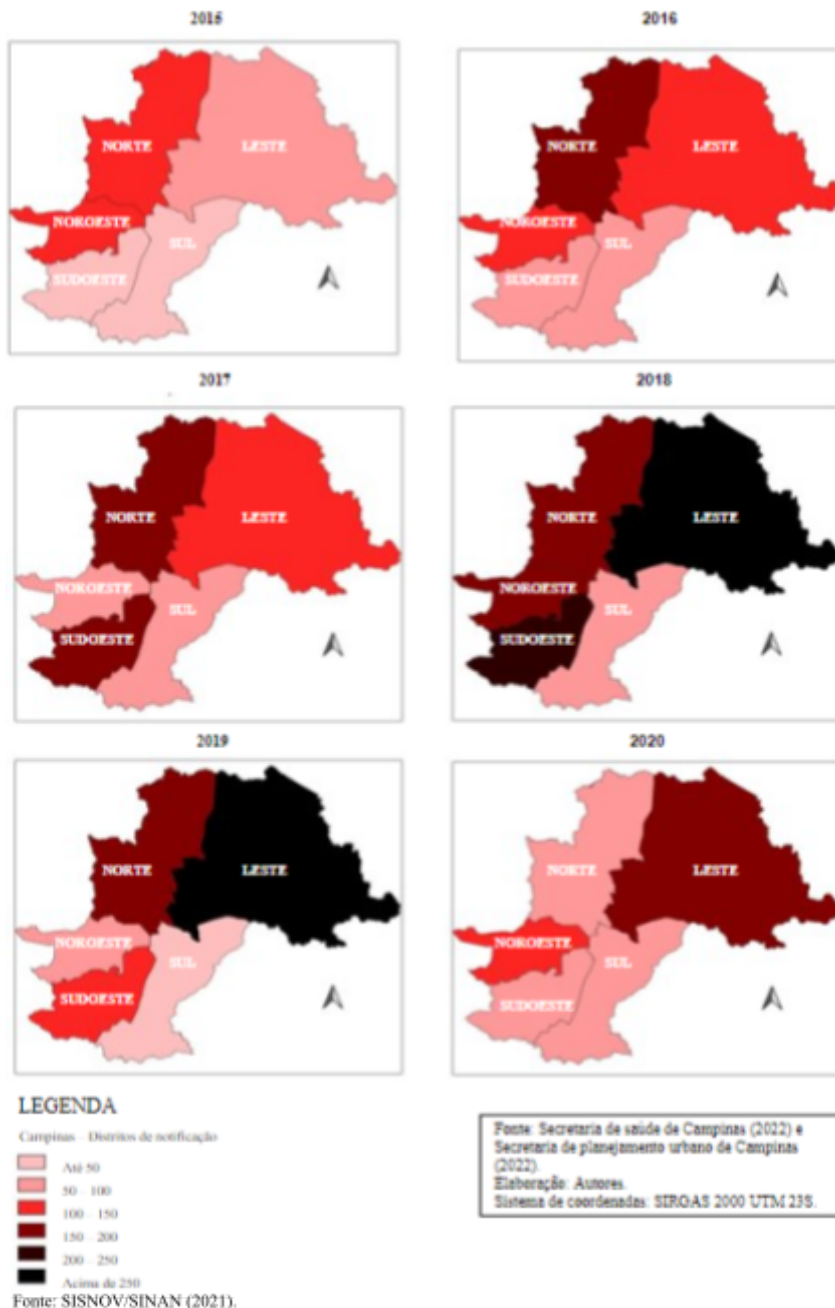 2015
2016
NORTE
LESTE
NOROESTE
SUL
SUDOESTE
NORTE
LESTE
NOROESTE
SUL
SUDOESTE
2017
2018
NORTE
LESTE
NOROESTE
SUL
SUDOESTE
NORTE
LESTE
NOROESTE
SUL
SUDOESTE
2019
2020
NORTE
LESTE
NOROESTE
SUL
SUDOESTE
NORTE
LESTE
NOROESTE
SUL
SUDOESTE
LEGENDA
Campinas – Distritos de notificação
Até 50
50 – 100
100 – 150
150 – 200
200 – 250
Acima de 250
Fonte: Secretaria de saúde de Campinas (2022) e
Secretaria de planejamento urbano de Campinas
(2022).
Elaboração: Autores.
Sistema de coordenadas: SIRGAS 2000 UTM 23S.
Fonte: SISNOV/SINAN (2021).